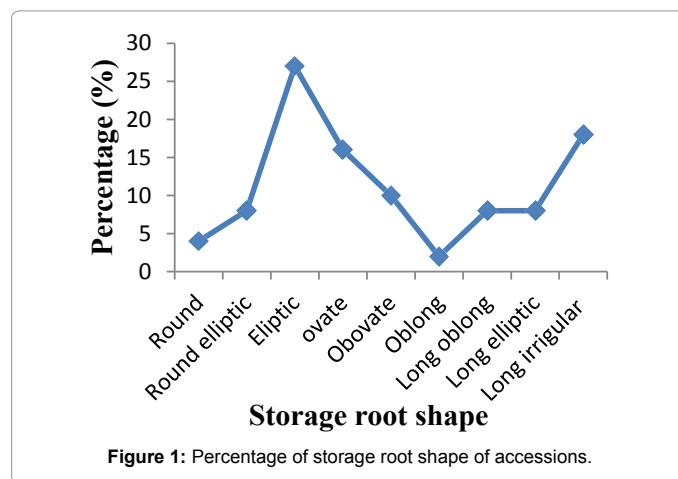 Percentage (%)
30
25
20
15
10
5
0
Round
Round elliptic
Eliptic
ovate
Obovate
Oblong
Long oblong
Long elliptic
Long irrigular
Storage root shape
Figure 1: Percentage of storage root shape of accessions.